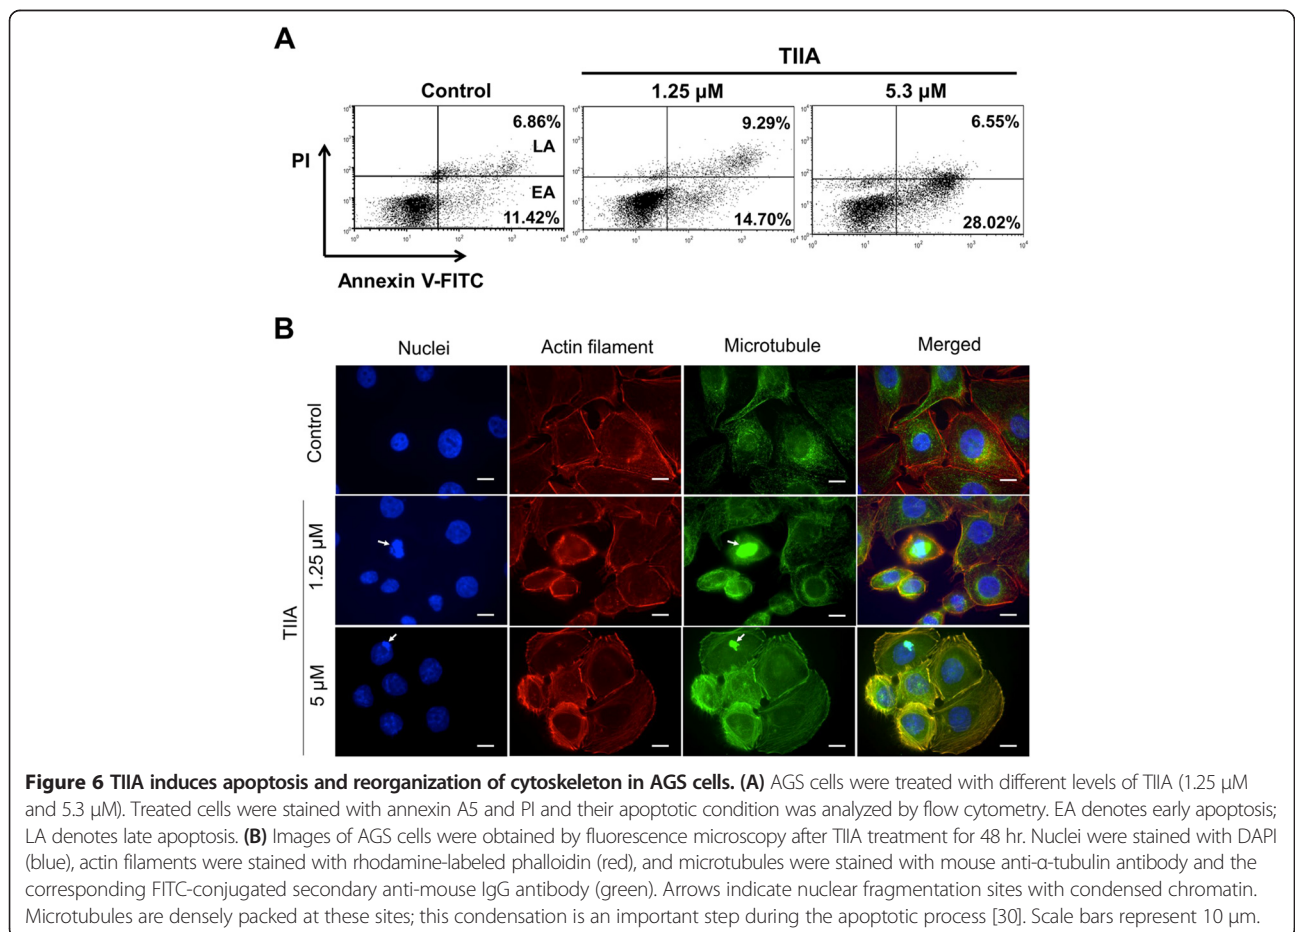 A
TIIA
Control
1.25 µM
5.3 µM
6.86%
9.29%
6.55%
LA
PI
EA
11.42%
14.70%
28.02%
Annexin V-FITC
B
Nuclei
Actin filament
Microtubule
Merged
Control
1.25 µM
TIIA
5 µM
Figure 6 TIIA induces apoptosis and reorganization of cytoskeleton in AGS cells. (A) AGS cells were treated with different levels of TIIA (1.25 µM
and 5.3 µM). Treated cells were stained with annexin A5 and PI and their apoptotic condition was analyzed by flow cytometry. EA denotes early apoptosis;
LA denotes late apoptosis. (B) Images of AGS cells were obtained by fluorescence microscopy after TIIA treatment for 48 hr. Nuclei were stained with DAPI
(blue), actin filaments were stained with rhodamine-labeled phalloidin (red), and microtubules were stained with mouse anti-α-tubulin antibody and the
corresponding FITC-conjugated secondary anti-mouse IgG antibody (green). Arrows indicate nuclear fragmentation sites with condensed chromatin.
Microtubules are densely packed at these sites; this condensation is an important step during the apoptotic process [30]. Scale bars represent 10 µm.